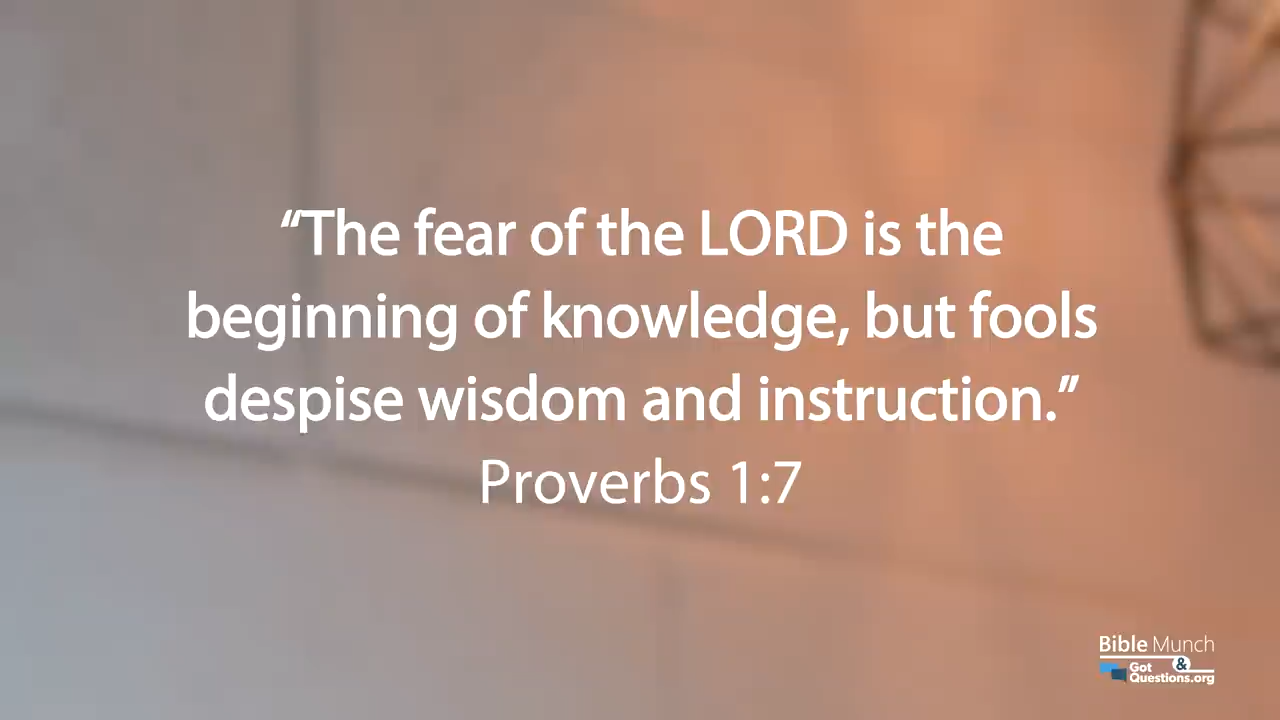 “The fear of the LORD is the
beginning of knowledge, but fools
despise wisdom and instruction.”
Proverbs 1:7
Bible Munch
&
Got
Questions.org